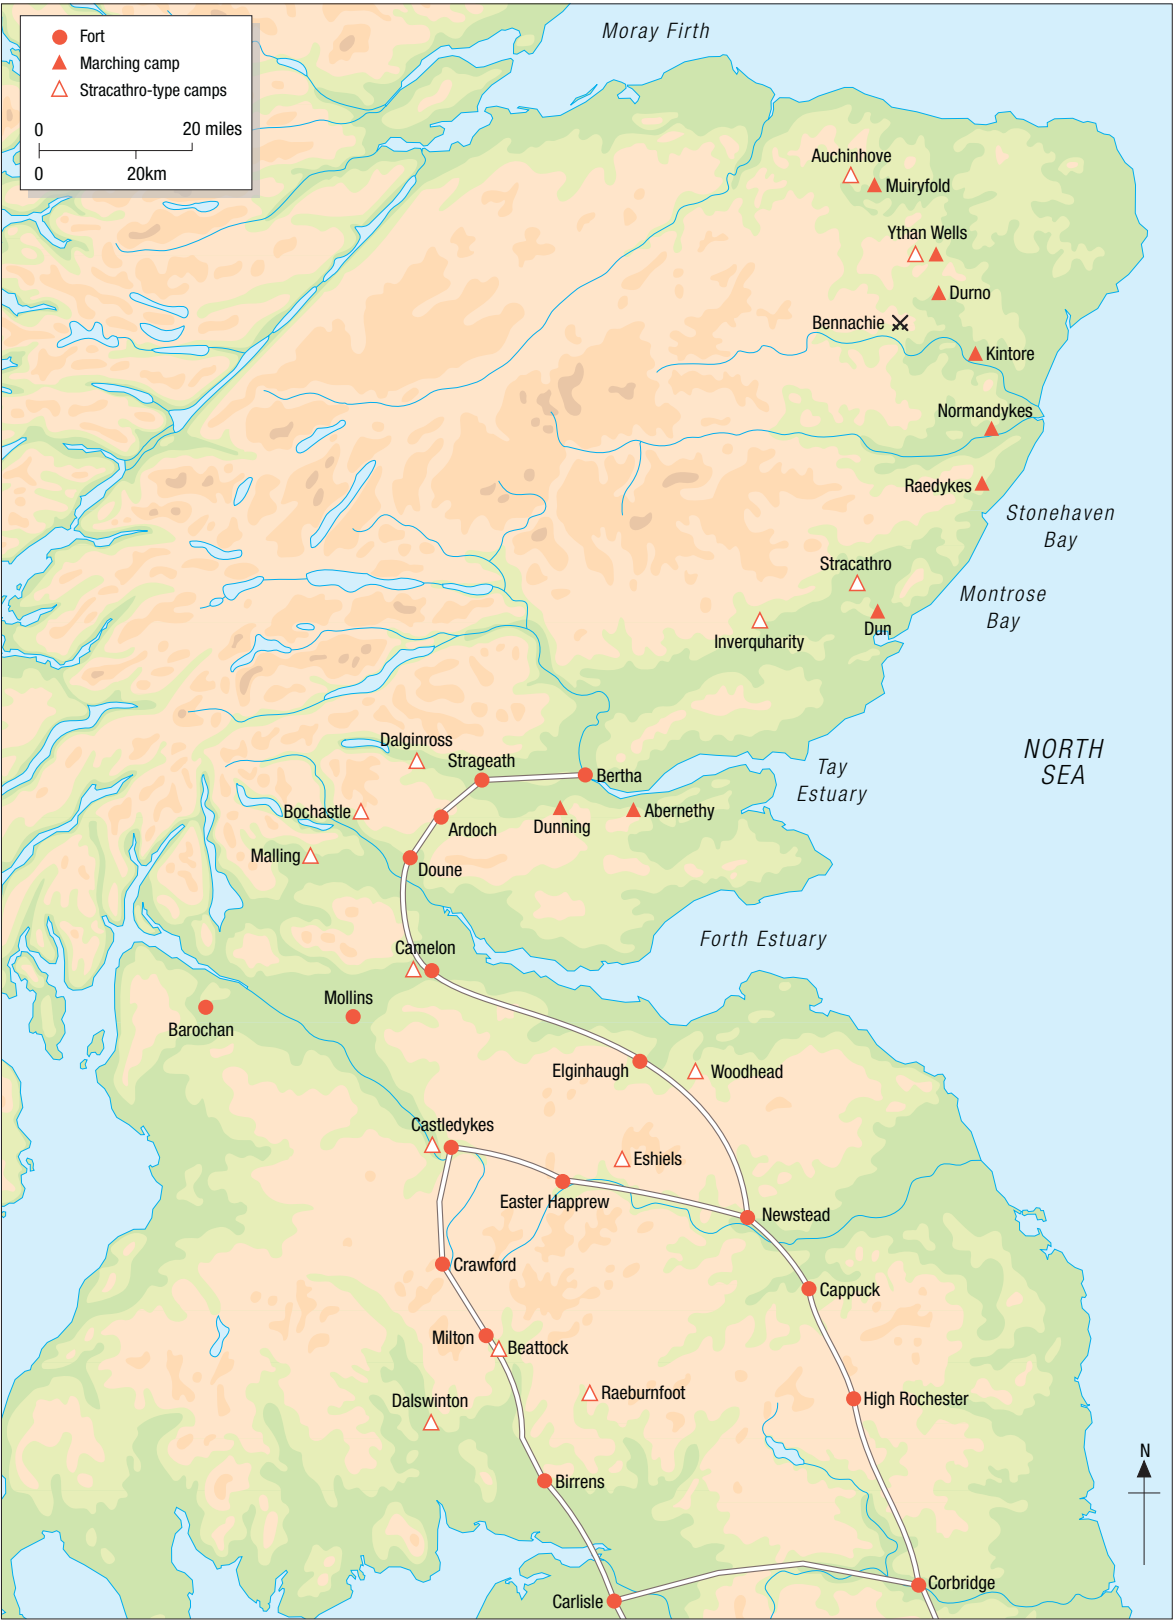 Moray Firth
Fort
Marching camp
Stracathro-type camps
0 20 miles
0 20km
Auchinhove
Muiryfold
Ythan Wells
Durno
Bennachie
Kintore
Normandykes
Raedykes
Stonehaven
Bay
Stracathro
Montrose
Bay
Dun
Inverquharity
Dalginross
Strageath
Bertha
NORTH
SEA
Tay
Estuary
Bochastle
Ardoch
Dunning
Abernethy
Malling
Doune
Forth Estuary
Camelon
Mollins
Barochan
Elginhaugh
Woodhead
Castledykes
Eshiels
Easter Happrew
Newstead
Crawford
Cappuck
Milton
Beattock
Raeburnfoot
Dalswinton
High Rochester
N
Birrens
Corbridge
Carlisle